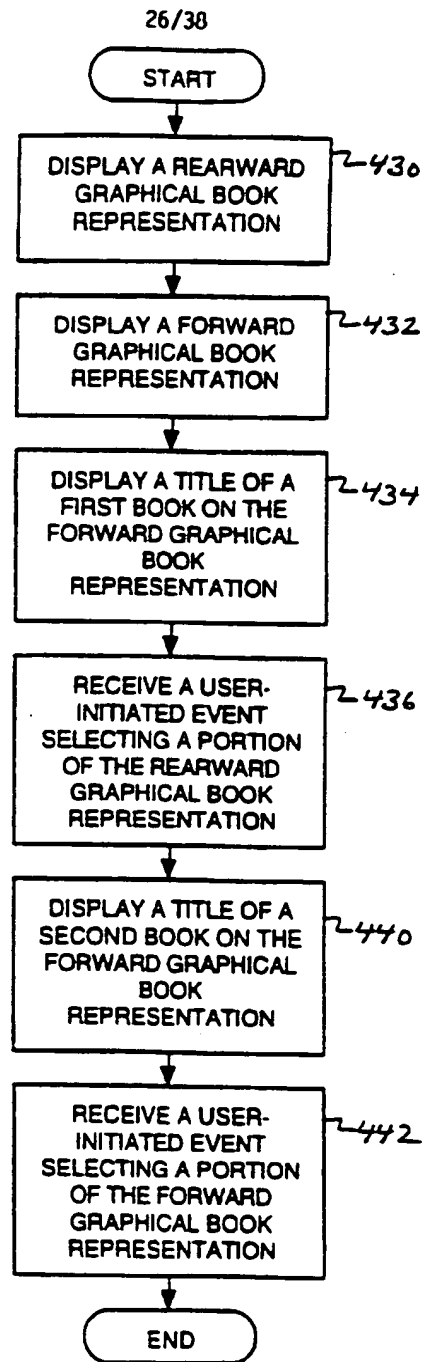 26/38
START
DISPLAY A REARWARD
GRAPHICAL BOOK
REPRESENTATION
430
DISPLAY A FORWARD
GRAPHICAL BOOK
REPRESENTATION
432
DISPLAY A TITLE OF A
FIRST BOOK ON THE
FORWARD GRAPHICAL
BOOK
REPRESENTATION
434
RECEIVE A USER-
INITIATED EVENT
SELECTING A PORTION
OF THE REARWARD
GRAPHICAL BOOK
REPRESENTATION
436
DISPLAY A TITLE OF A
SECOND BOOK ON THE
FORWARD GRAPHICAL
BOOK
REPRESENTATION
440
RECEIVE A USER-
INITIATED EVENT
SELECTING A PORTION
OF THE FORWARD
GRAPHICAL BOOK
REPRESENTATION
442
END